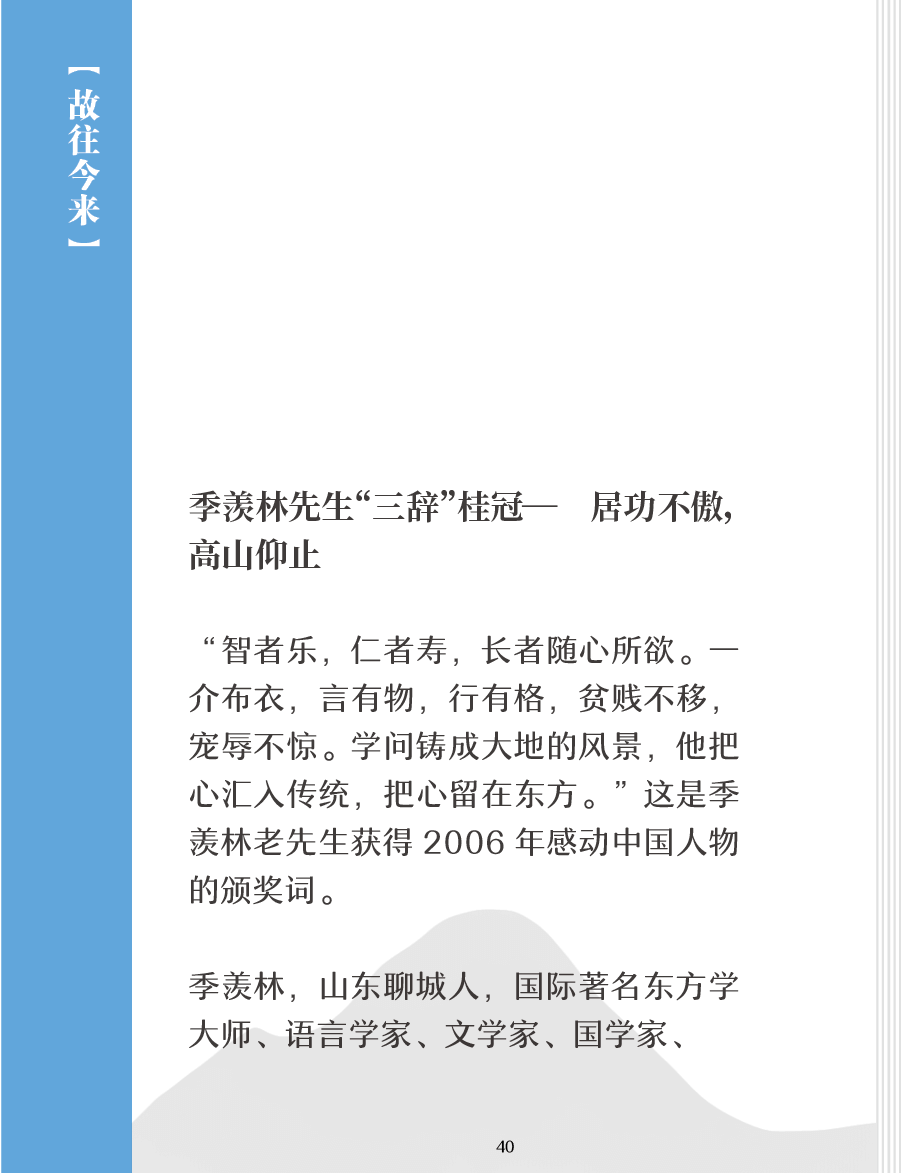 【故往今来】
季羡林先生“三辞”桂冠— 居功不傲，
高山仰止
“智者乐，仁者寿，长者随心所欲。一
介布衣，言有物，行有格，贫贱不移，
宠辱不惊。学问铸成大地的风景，他把
心汇入传统，把心留在东方。”这是季
羡林老先生获得 2006 年感动中国人物
的颁奖词。
季羡林，山东聊城人，国际著名东方学
大师、语言学家、文学家、国学家、
40